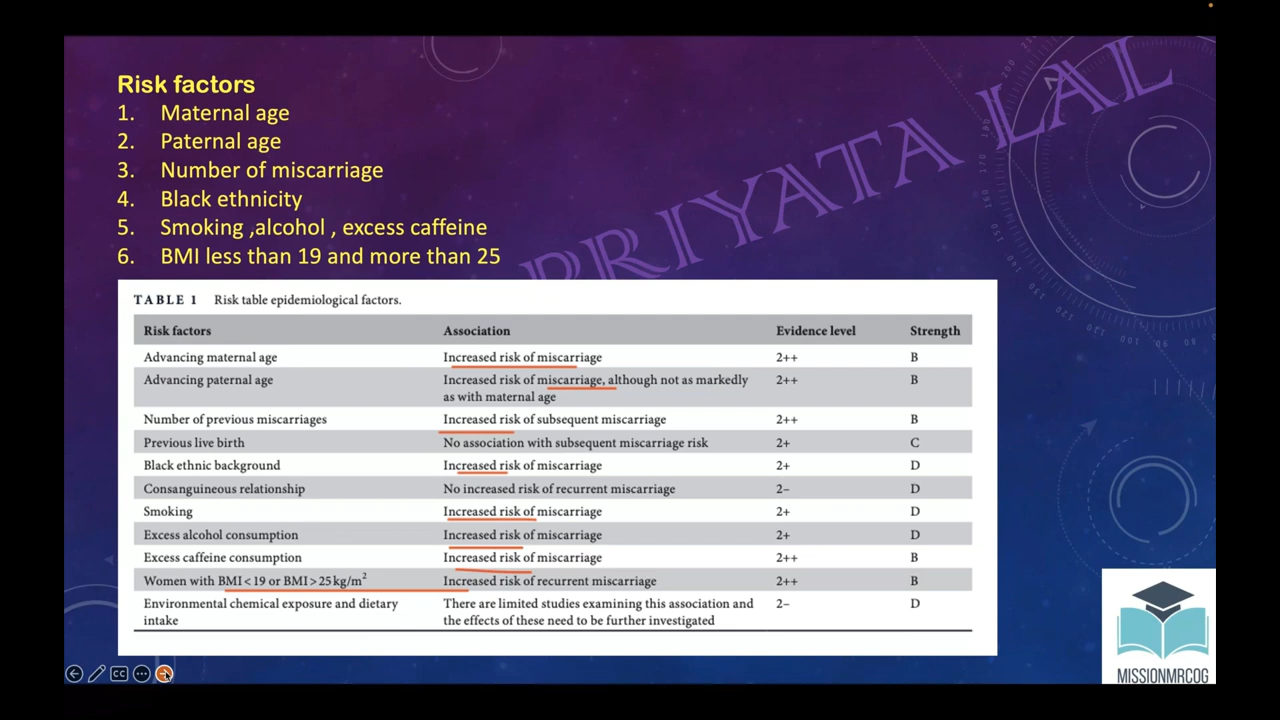 Risk factors
1. Maternal age
2. Paternal age
3. Number of miscarriage
4. Black ethnicity
5. Smoking ,alcohol , excess caffeine
6. BMI less than 19 and more than 25
PRIYATA LAL
TABLE 1 Risk table epidemiological factors.
Risk factors Association Evidence level Strength
Advancing maternal age Increased risk of miscarriage 2++ B
Advancing paternal age Increased risk of miscarriage, although not as markedly 2++ B
as with maternal age
Number of previous miscarriages Increased risk of subsequent miscarriage 2++ B
Previous live birth No association with subsequent miscarriage risk 2+ C
Black ethnic background Increased risk of miscarriage 2+ D
Consanguineous relationship No increased risk of recurrent miscarriage 2– D
Smoking Increased risk of miscarriage 2+ D
Excess alcohol consumption Increased risk of miscarriage 2+ D
Excess caffeine consumption Increased risk of miscarriage 2++ B
Women with BMI < 19 or BMI > 25 kg/m² Increased risk of recurrent miscarriage 2++ B
Environmental chemical exposure and dietary There are limited studies examining this association and 2– D
intake the effects of these need to be further investigated
CC
MISSIONMRCOG